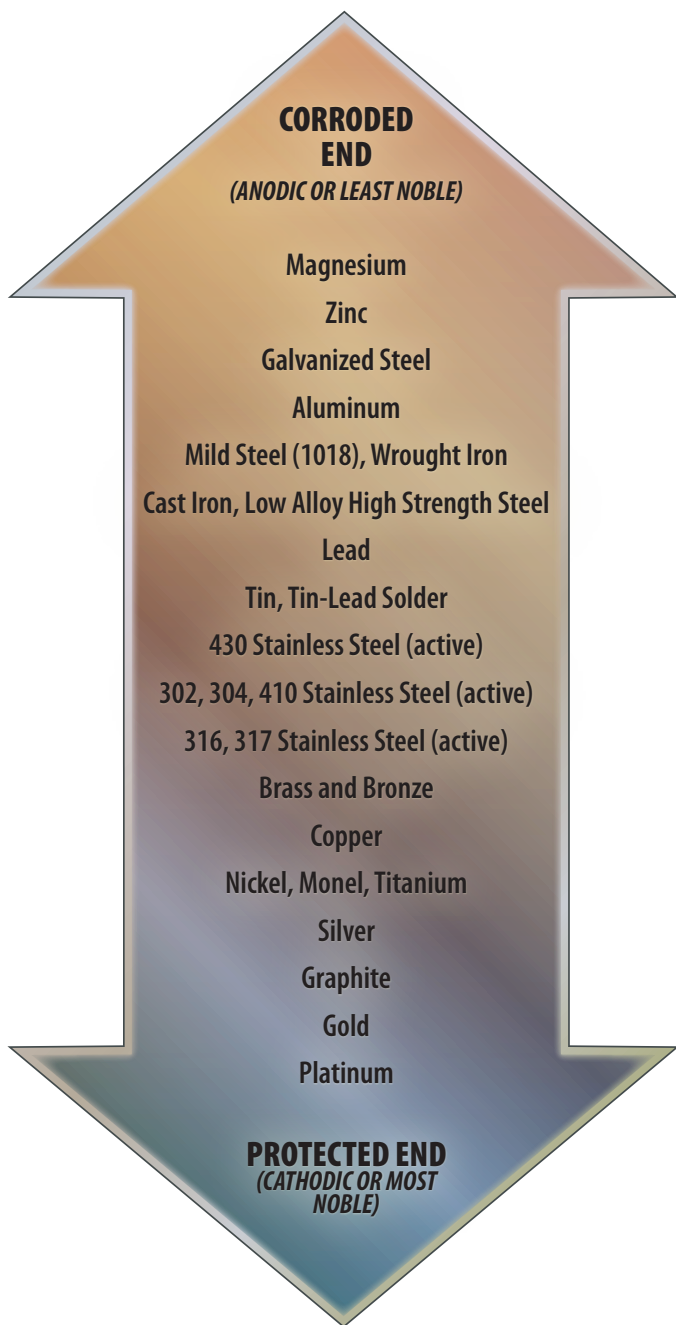 CORRODED
END
(ANODIC OR LEAST NOBLE)
Magnesium
Zinc
Galvanized Steel
Aluminum
Mild Steel (1018), Wrought Iron
Cast Iron, Low Alloy High Strength Steel
Lead
Tin, Tin-Lead Solder
430 Stainless Steel (active)
302, 304, 410 Stainless Steel (active)
316, 317 Stainless Steel (active)
Brass and Bronze
Copper
Nickel, Monel, Titanium
Silver
Graphite
Gold
Platinum
PROTECTED END
(CATHODIC OR MOST
NOBLE)